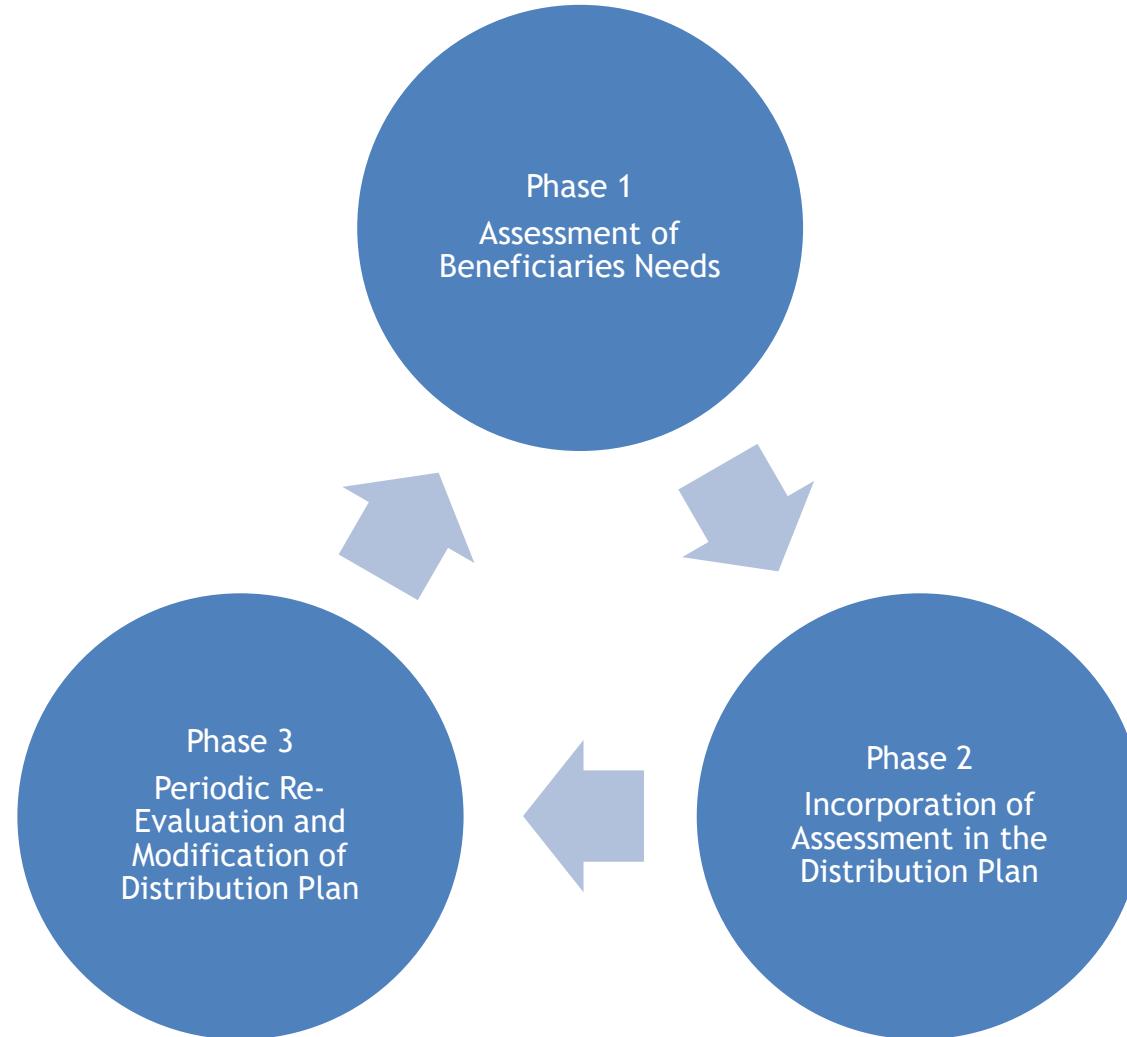 Phase 1
Assessment of
Beneficiaries Needs
Phase 2
Incorporation of
Assessment in the
Distribution Plan
Phase 3
Periodic Re-
Evaluation and
Modification of
Distribution Plan